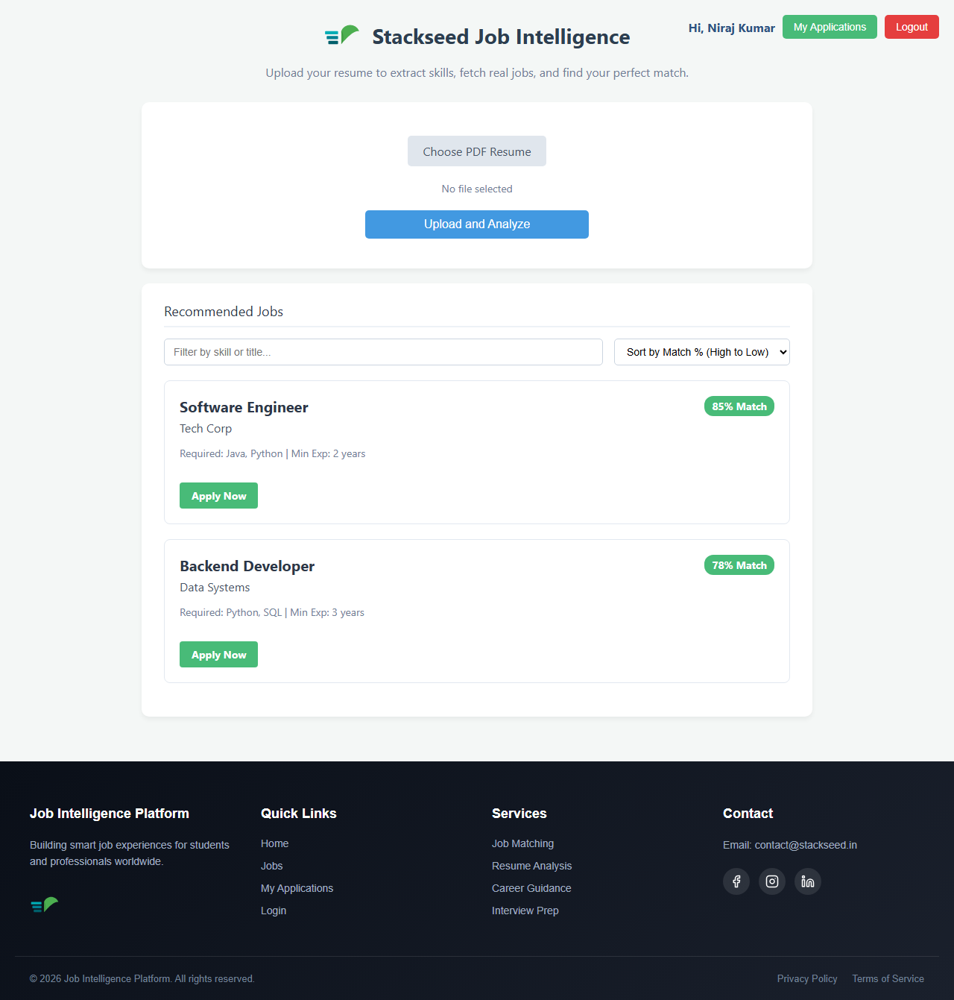 Stackseed Job Intelligence
Hi, Niraj Kumar
My Applications
Logout
Upload your resume to extract skills, fetch real jobs, and find your perfect match.
Choose PDF Resume
No file selected
Upload and Analyze
Recommended Jobs
Filter by skill or title...
Sort by Match % (High to Low)
Software Engineer
85% Match
Tech Corp
Required: Java, Python | Min Exp: 2 years
Apply Now
Backend Developer
78% Match
Data Systems
Required: Python, SQL | Min Exp: 3 years
Apply Now
Job Intelligence Platform
Building smart job experiences for students
and professionals worldwide.
Quick Links
Home
Jobs
My Applications
Login
Services
Job Matching
Resume Analysis
Career Guidance
Interview Prep
Contact
Email: contact@stackseed.in
© 2026 Job Intelligence Platform. All rights reserved.
Privacy Policy
Terms of Service